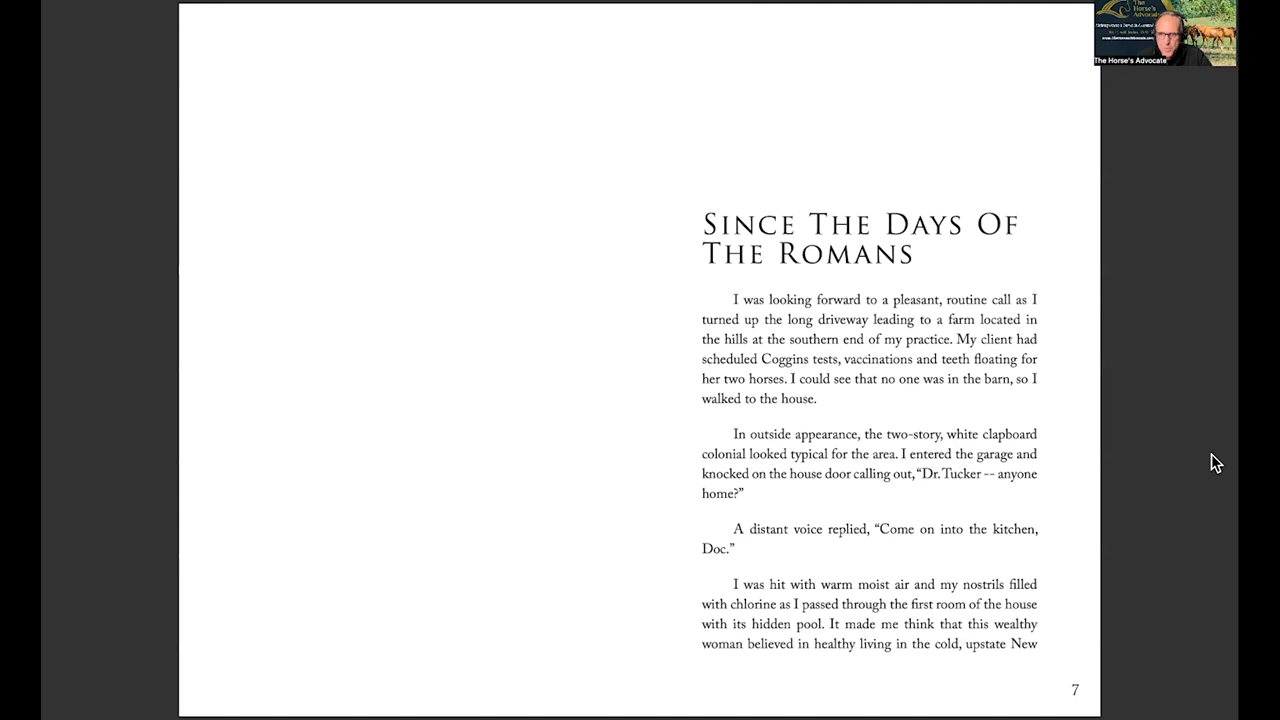 The
Horse's
Advocate
The Horse's Advocate
SINCE THE DAYS OF
THE ROMANS
I was looking forward to a pleasant, routine call as I
turned up the long driveway leading to a farm located in
the hills at the southern end of my practice. My client had
scheduled Coggins tests, vaccinations and teeth floating for
her two horses. I could see that no one was in the barn, so I
walked to the house.
In outside appearance, the two-story, white clapboard
colonial looked typical for the area. I entered the garage and
knocked on the house door calling out, “Dr. Tucker -- anyone
home?”
A distant voice replied, “Come on into the kitchen,
Doc.”
I was hit with warm moist air and my nostrils filled
with chlorine as I passed through the first room of the house
with its hidden pool. It made me think that this wealthy
woman believed in healthy living in the cold, upstate New
7